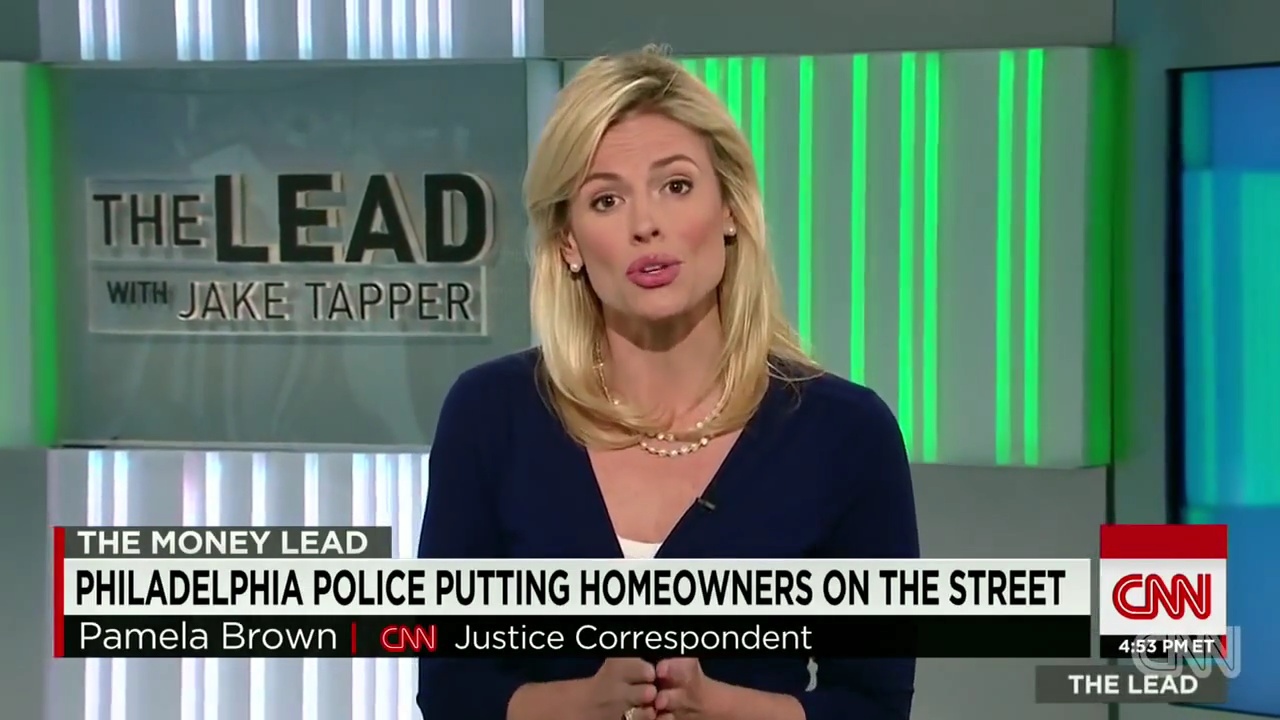 THE LEAD
WITH JAKE TAPPER
THE MONEY LEAD
PHILADELPHIA POLICE PUTTING HOMEOWNERS ON THE STREET
Pamela Brown | CNN Justice Correspondent
CNN
4:53 PM ET
CNN
THE LEAD